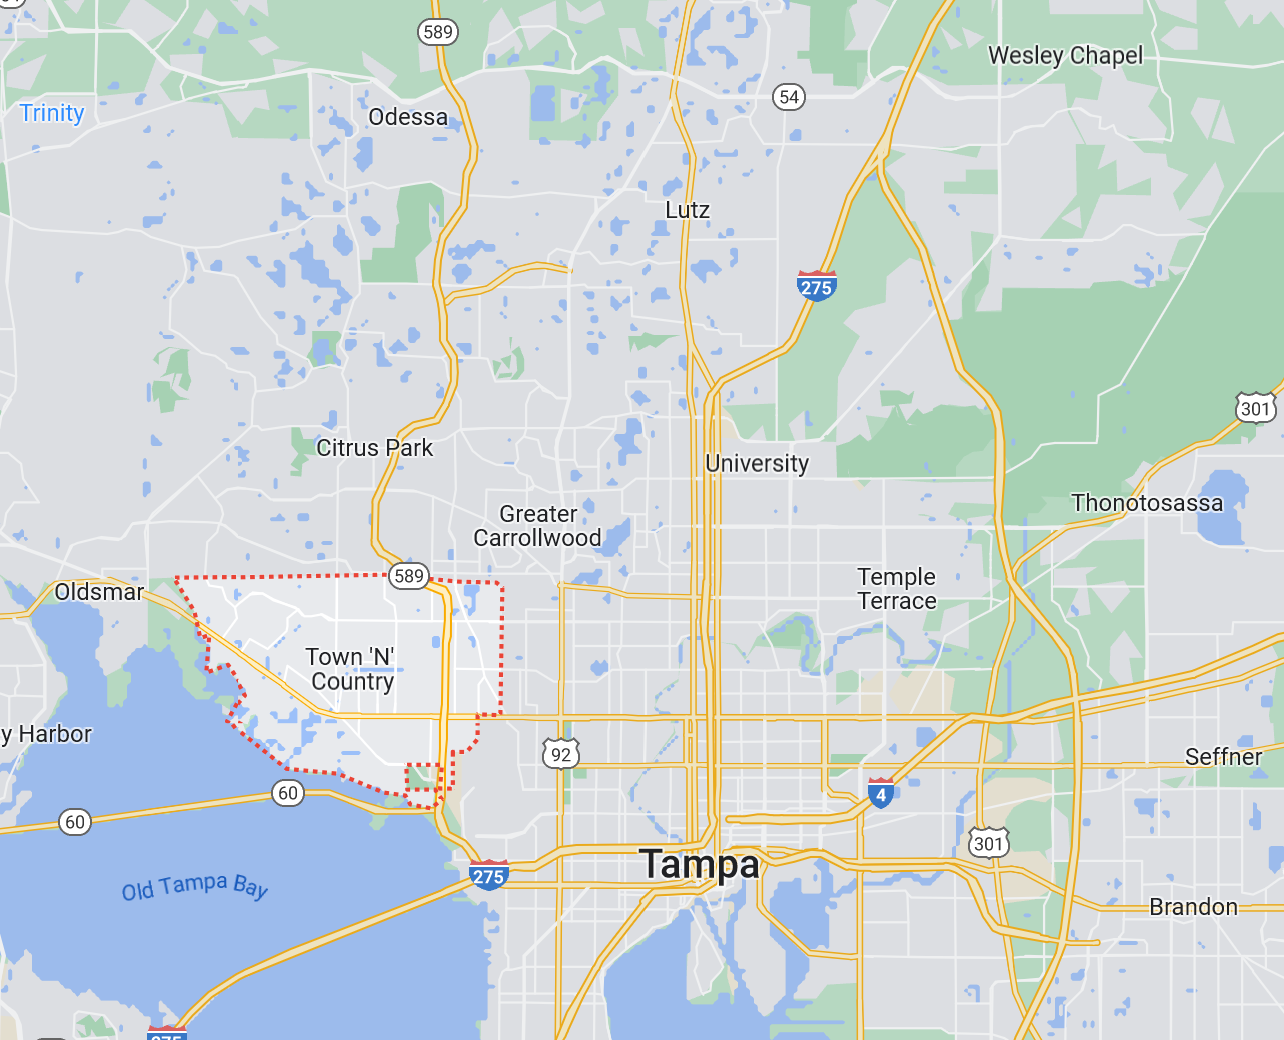 589
Wesley Chapel
54
Trinity
Odessa
Lutz
275
301
Citrus Park
University
Thonotosassa
Greater
Carrollwood
589
Temple
Terrace
Oldsmar
Town 'N'
Country
y Harbor
92
Seffner
60
4
60
301
Tampa
275
Old Tampa Bay
Brandon
275